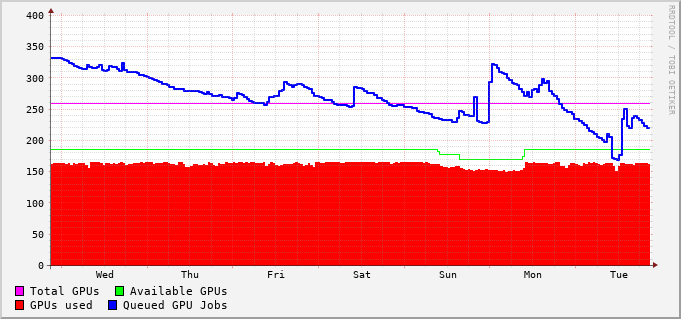 400
350
300
250
200
150
100
50
0
Wed Thu Fri Sat Sun Mon Tue
Total GPUs Available GPUs
GPUs used Queued GPU Jobs
RRDTOOL / TOBI OETIKER